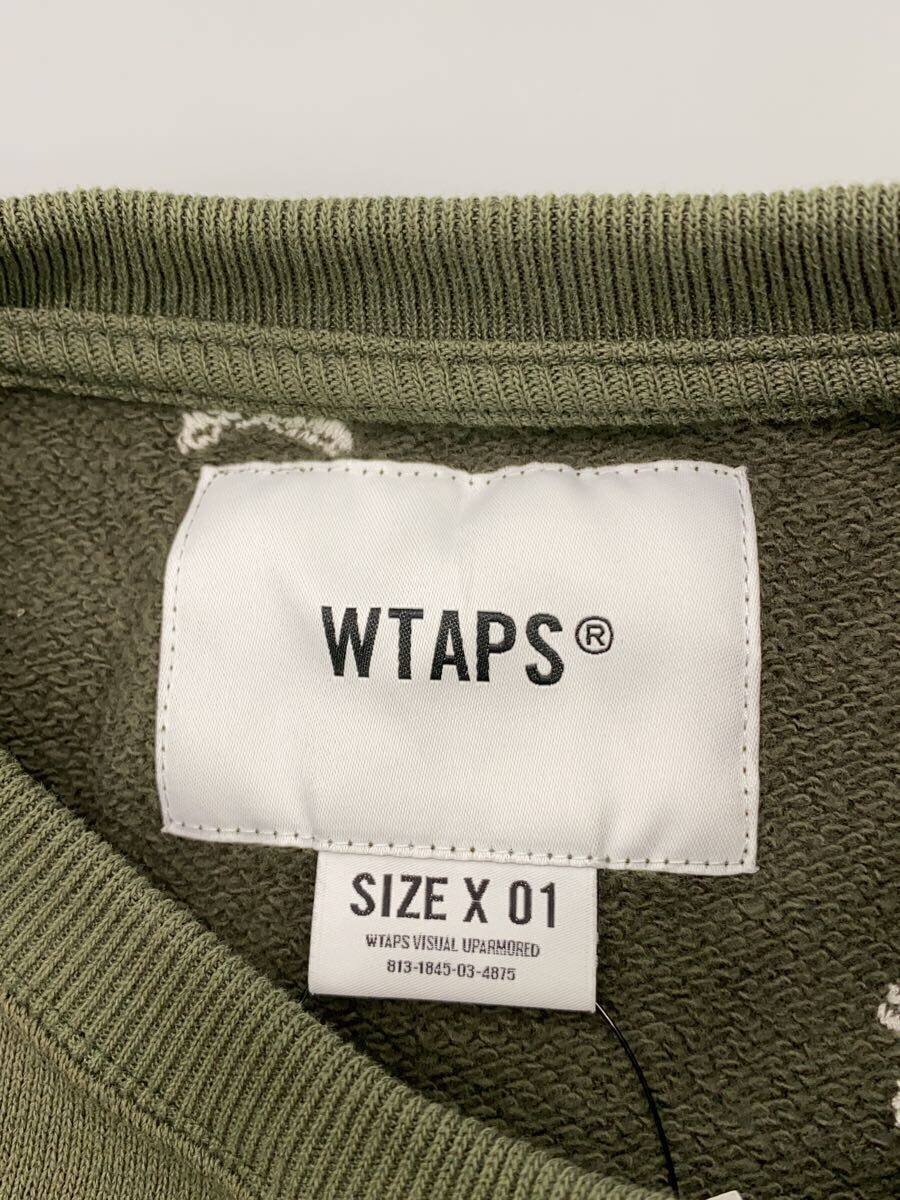 WTAPS®
SIZE X 01
WTAPS VISUAL UPARMORED
813-1845-03-4875